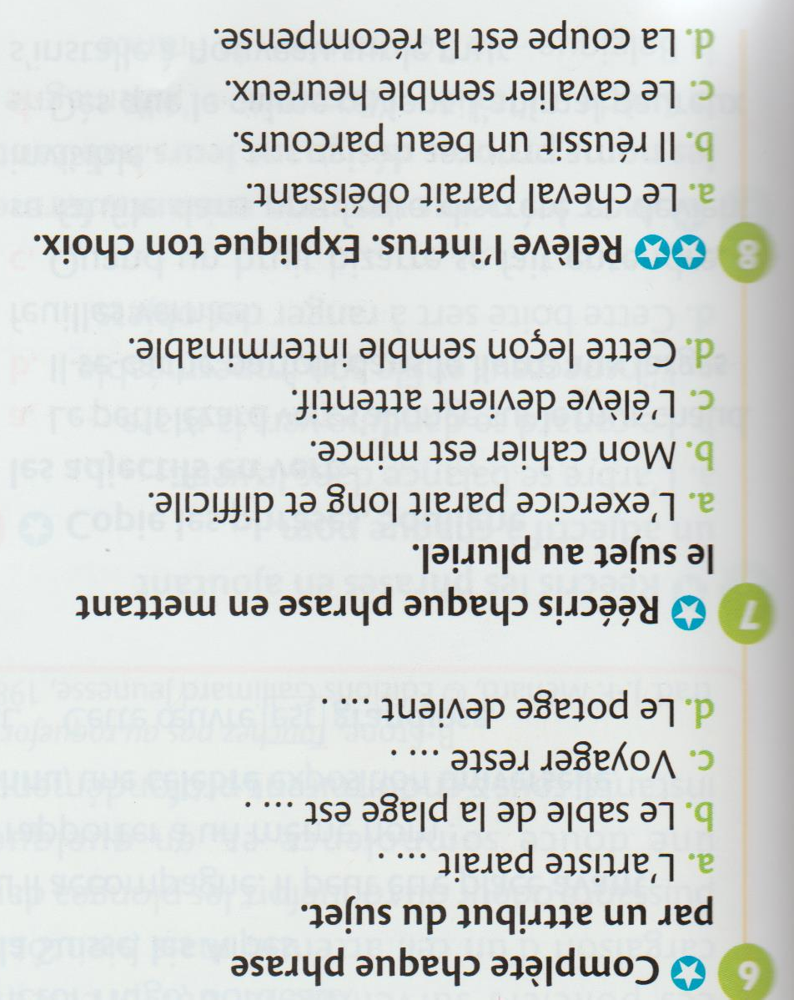 6 Complète chaque phrase
par un attribut du sujet.
a. L'artiste parait ... .
b. Le sable de la plage est ... .
c. Voyager reste ... .
d. Le potage devient ... .
7 Réécris chaque phrase en mettant
le sujet au pluriel.
a. L'exercice parait long et difficile.
b. Mon cahier est mince.
c. L'élève devient attentif.
d. Cette leçon semble interminable.
8 Relève l'intrus. Explique ton choix.
a. Le cheval parait obéissant.
b. Il réussit un beau parcours.
c. Le cavalier semble heureux.
d. La coupe est la récompense.